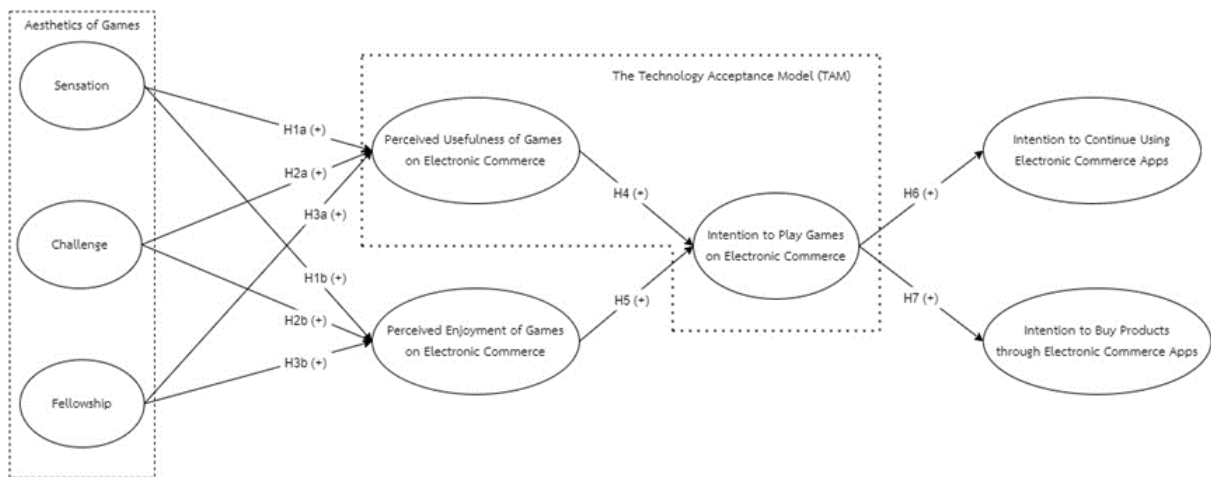 Aesthetics of Games
Sensation
Challenge
Fellowship
H1a (+)
H2a (+)
H3a (+)
H1b (+)
H2b (+)
H3b (+)
The Technology Acceptance Model (TAM)
Perceived Usefulness of Games
on Electronic Commerce
Perceived Enjoyment of Games
on Electronic Commerce
H4 (+)
H5 (+)
Intention to Play Games
on Electronic Commerce
H6 (+)
H7 (+)
Intention to Continue Using
Electronic Commerce Apps
Intention to Buy Products
through Electronic Commerce Apps